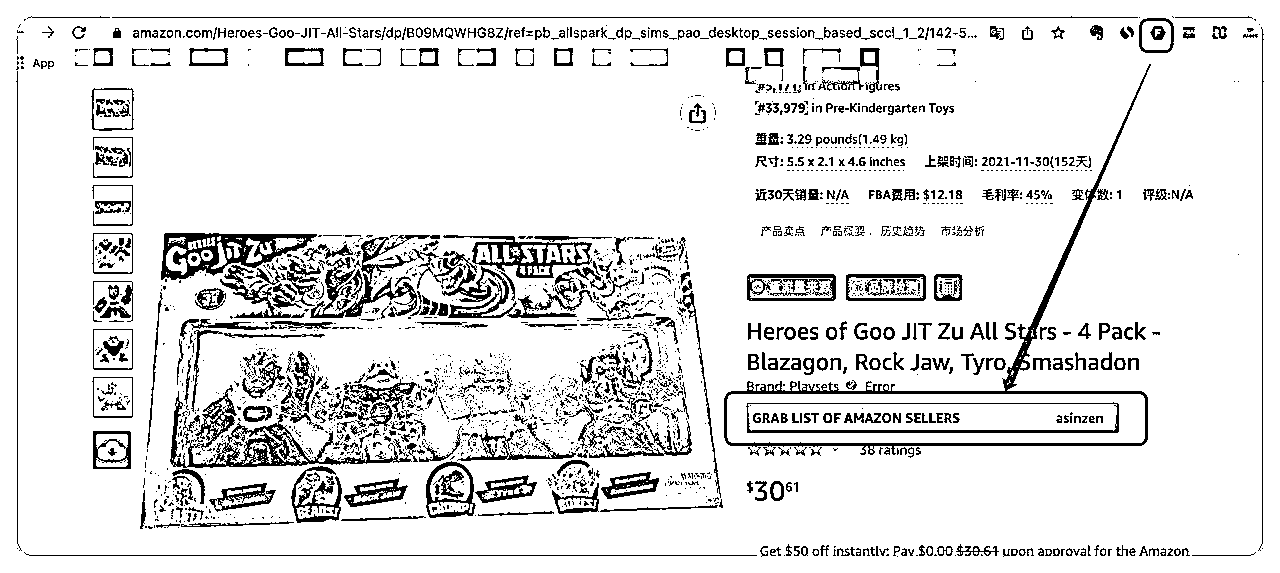 amazon.com/Heroes-Goo-JIT-All-Stars/dp/B09MQWHG8Z/ref=pb_allspark_dp_sims_pao_desktop_session_based_sccl_1_2/142-5...
App
in Action Figures
#33,979 in Pre-Kindergarten Toys
重量: 3.29 pounds(1.49 kg)
尺寸: 5.5 x 2.1 x 4.6 inches 上架时间: 2021-11-30(152天)
近30天销量: N/A FBA费用: $12.18 毛利率: 45% 变体数: 1 评级:N/A
产品卖点 产品概要 历史趋势 市场分析
Goo JIT Zu
ALL STARS
4 PACK
Heroes of Goo JIT Zu All Stars - 4 Pack -
Blazagon, Rock Jaw, Tyro, Smashadon
Brand: Playsets Error
GRAB LIST OF AMAZON SELLERS asinzen
38 ratings
$3061
Get $50 off instantly: Pay $0.00 $30.61 upon approval for the Amazon